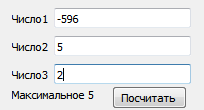 Число1 -596
Число2 5
Число3 2
Максимальное 5 Посчитать